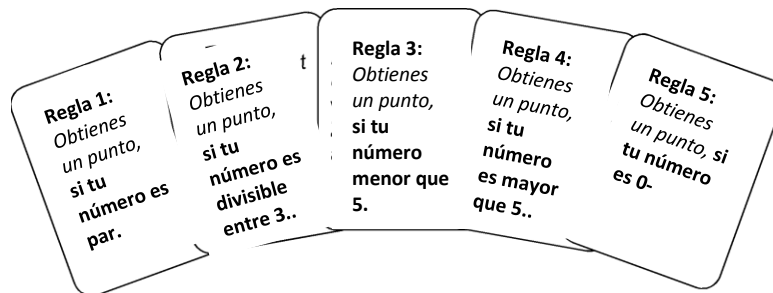 Regla 1:
Obtienes
un punto,
si tu
número es
par.
Regla 2:
Obtienes
un punto,
si tu
número es
divisible
entre 3..
t
Regla 3:
Obtienes
un punto,
si tu
número
menor que
5.
Regla 4:
Obtienes
un punto,
si tu
número
es mayor
que 5..
Regla 5:
Obtienes
un punto, si
tu número
es 0-